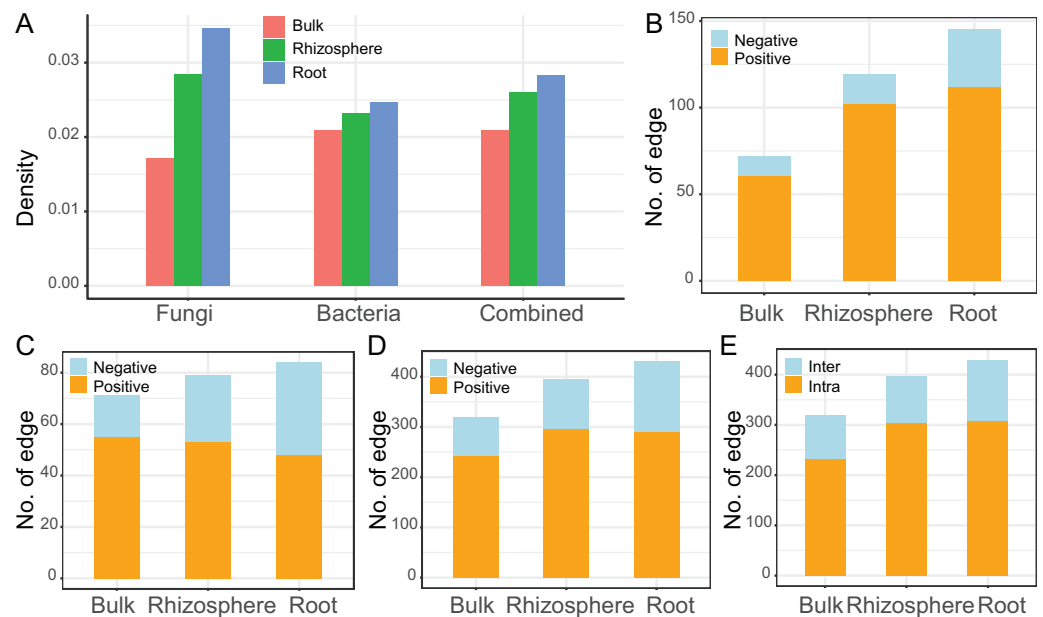 A
Bulk
Rhizosphere
Root
Density
0.03
0.02
0.01
0.00
Fungi Bacteria Combined
B
Negative
Positive
No. of edge
150
100
50
0
Bulk Rhizosphere Root
C
Negative
Positive
No. of edge
80
60
40
20
0
Bulk Rhizosphere Root
D
Negative
Positive
No. of edge
400
300
200
100
0
Bulk Rhizosphere Root
E
Inter
Intra
No. of edge
400
300
200
100
0
Bulk Rhizosphere Root